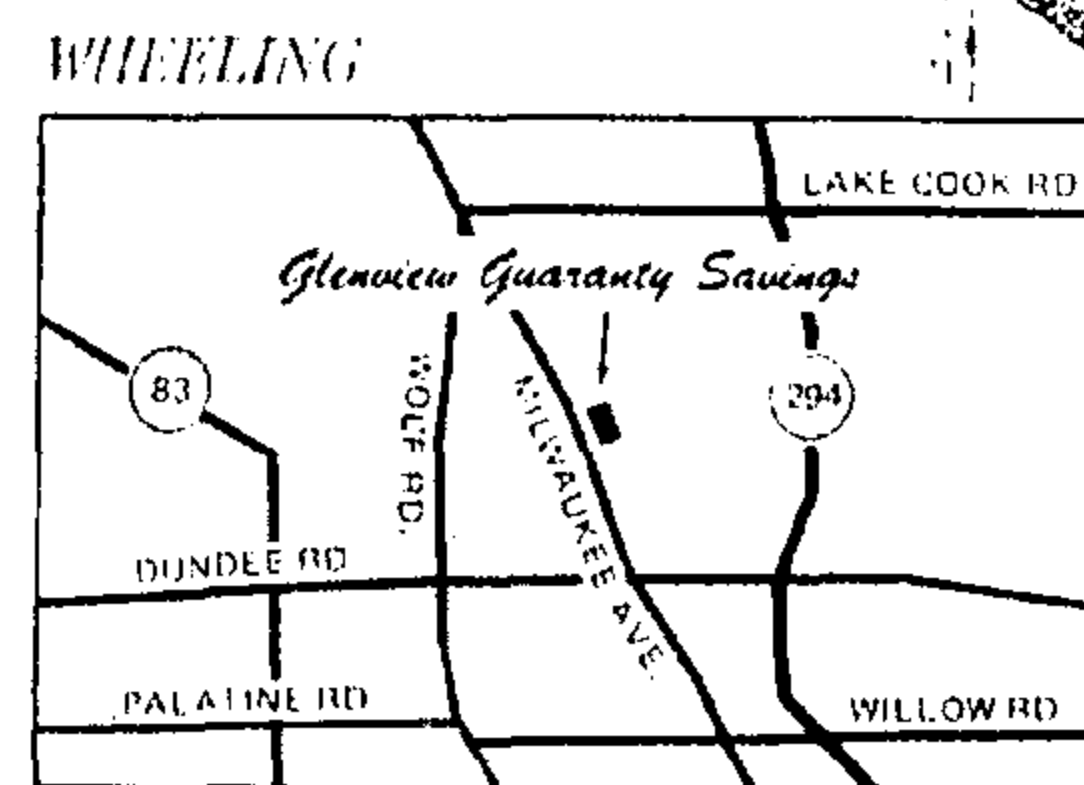 WHEELING
LAKE COOK RD
Glenview Guaranty Savings
83
WOLF RD.
MILWAUKEE AVE.
294
DUNDEE RD
PALATINE RD
WILLOW RD